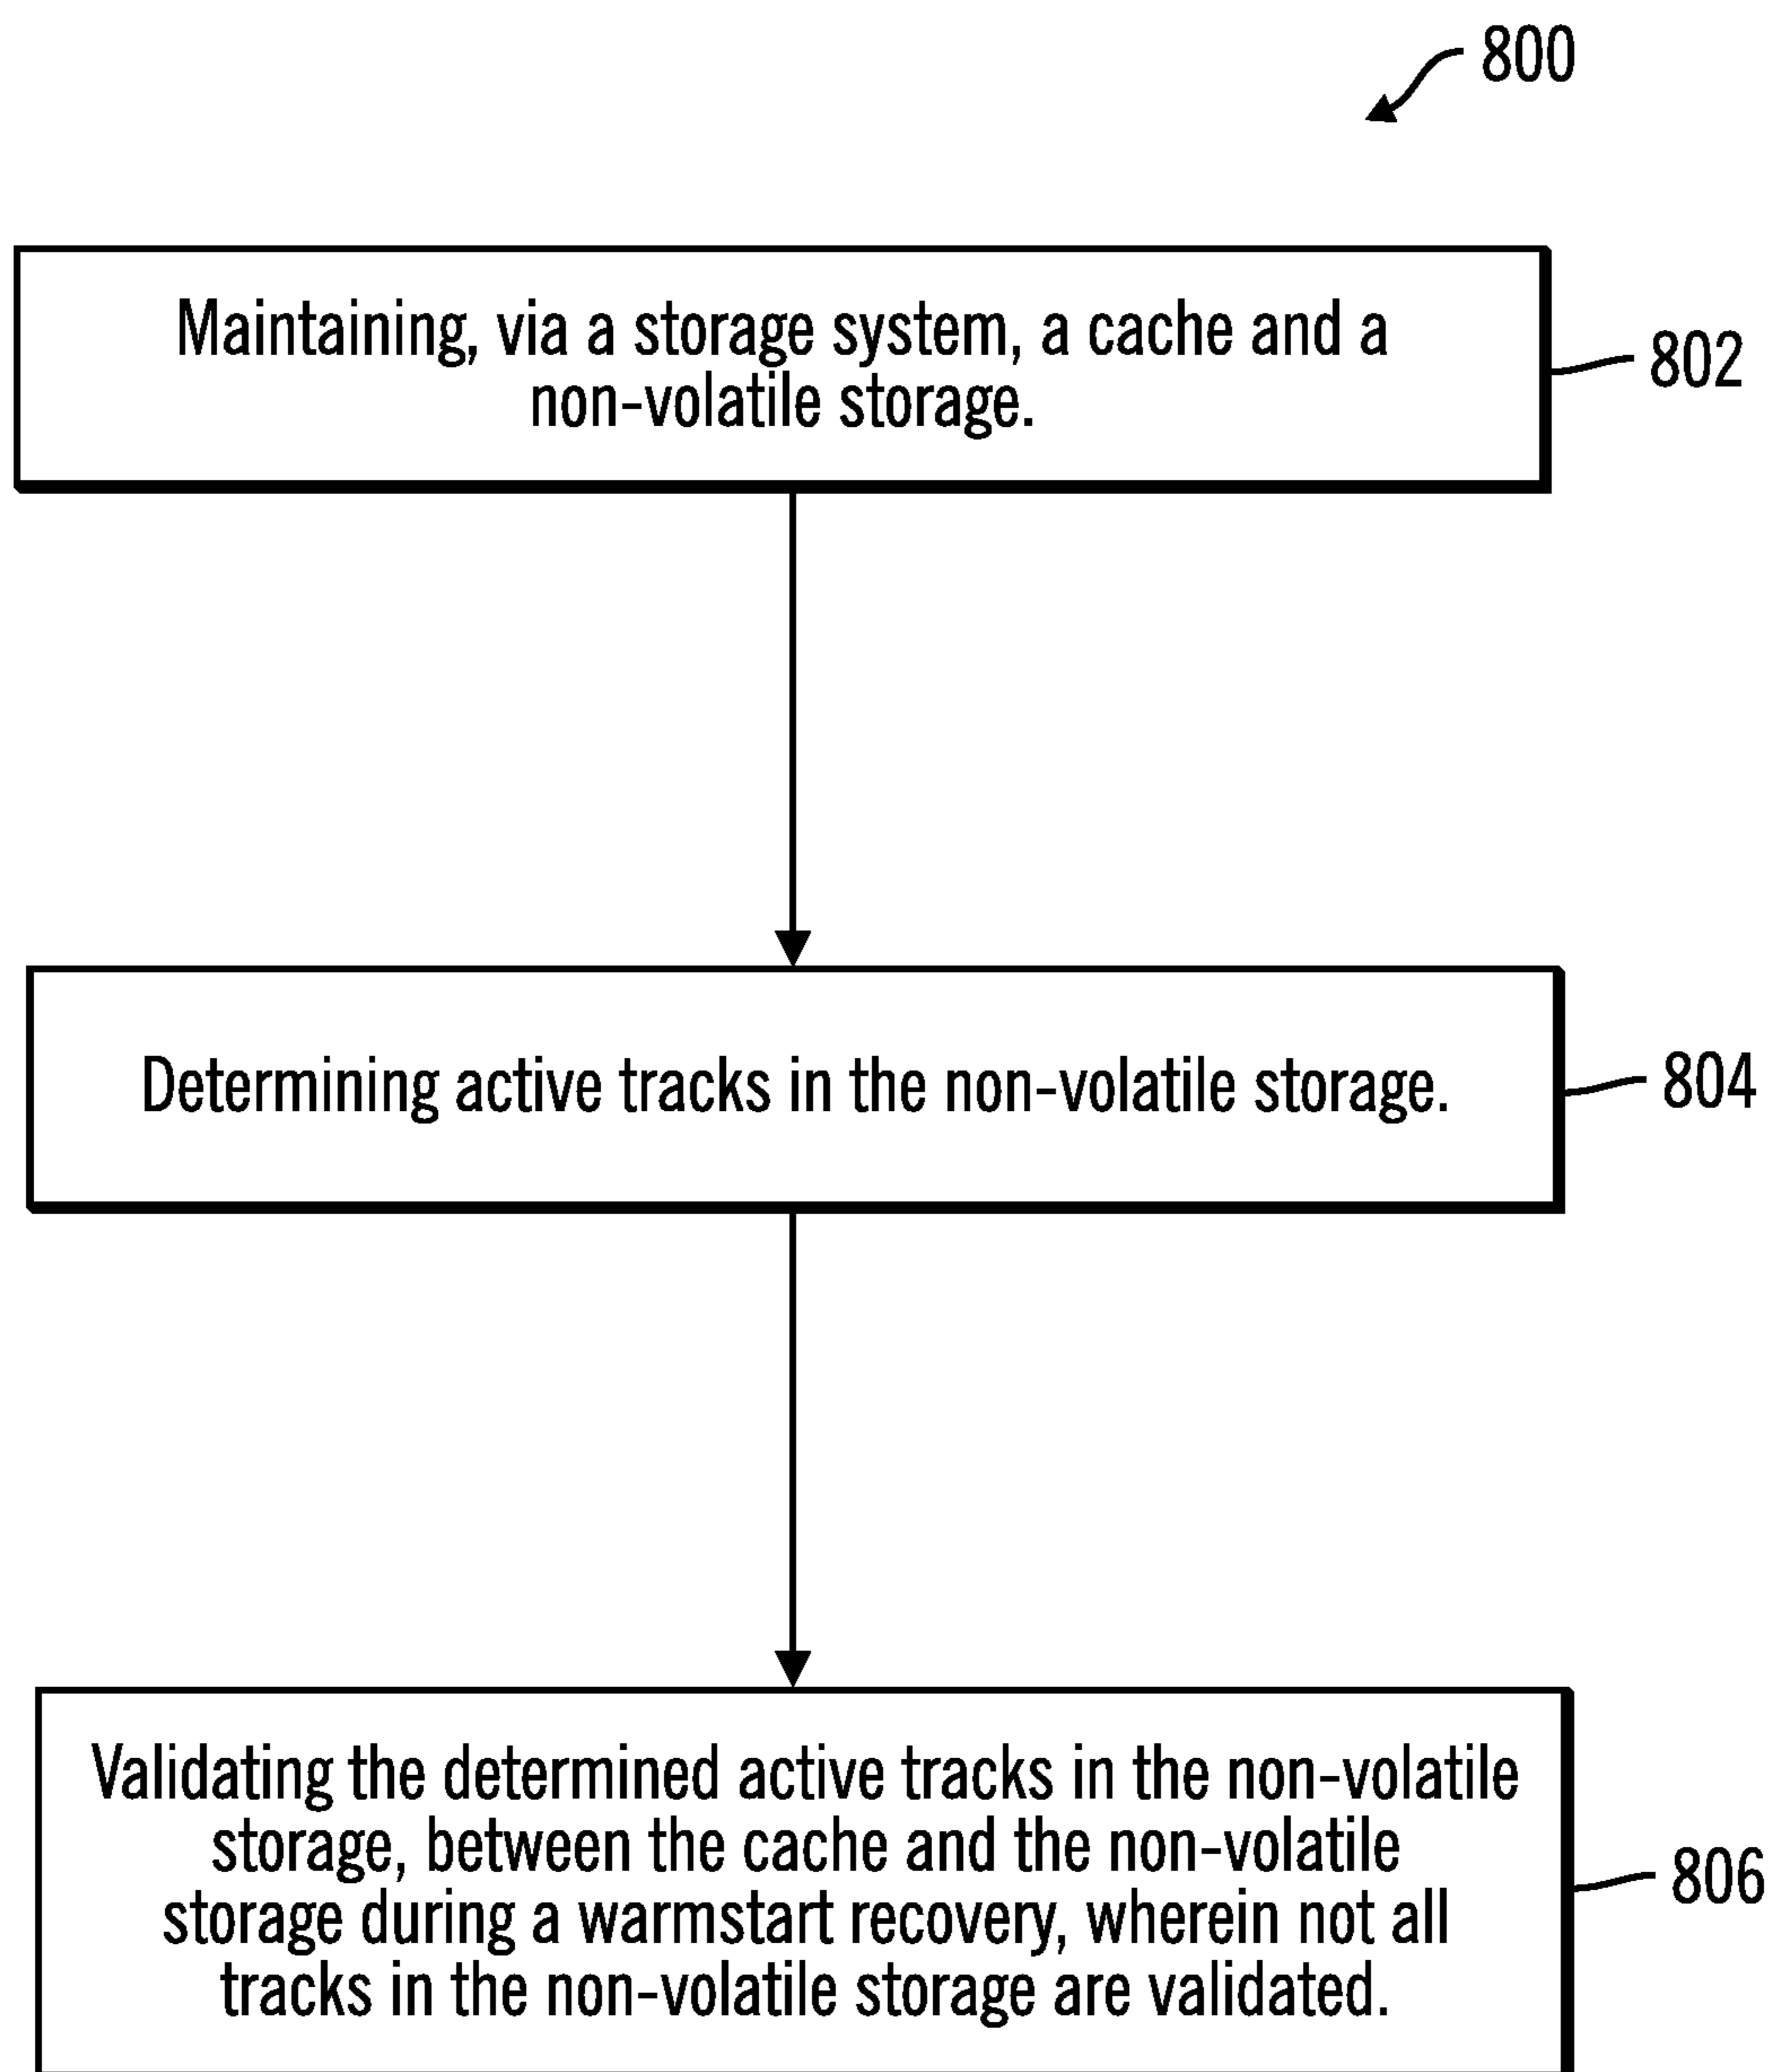 800
Maintaining, via a storage system, a cache and a
non-volatile storage.
802
Determining active tracks in the non-volatile storage.
804
Validating the determined active tracks in the non-volatile
storage, between the cache and the non-volatile
storage during a warmstart recovery, wherein not all
tracks in the non-volatile storage are validated.
806